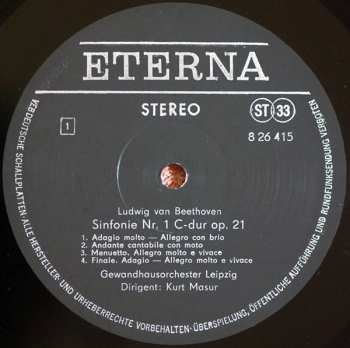 ETERNA
STEREO
ST 33
1
8 26 415
Ludwig van Beethoven
Sinfonie Nr. 1 C-dur op. 21
1. Adagio molto — Allegro con brio
2. Andante cantabile con moto
3. Menuetto. Allegro molto e vivace
4. Finale. Adagio — Allegro molto e vivace
Gewandhausorchester Leipzig
Dirigent: Kurt Masur
VEB DEUTSCHE SCHALLPLATTEN · ALLE HERSTELLER- UND URHEBERRECHTE VORBEHALTEN · ÜBERSPIELUNG, ÖFFENTLICHE AUFFÜHRUNG UND RUNDFUNKSENDUNG VERBOTEN